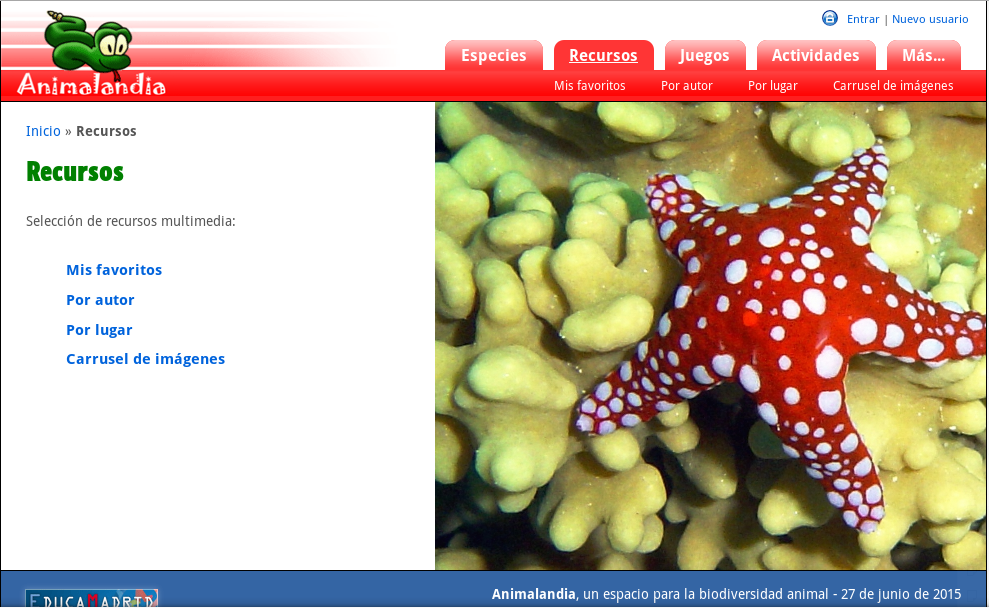 Entrar | Nuevo usuario
Animalandia
Especies Recursos Juegos Actividades Más...
Mis favoritos Por autor Por lugar Carrusel de imágenes
Inicio » Recursos
Recursos
Selección de recursos multimedia:
Mis favoritos
Por autor
Por lugar
Carrusel de imágenes
EDUCAMADRID
Animalandia, un espacio para la biodiversidad animal - 27 de junio de 2015